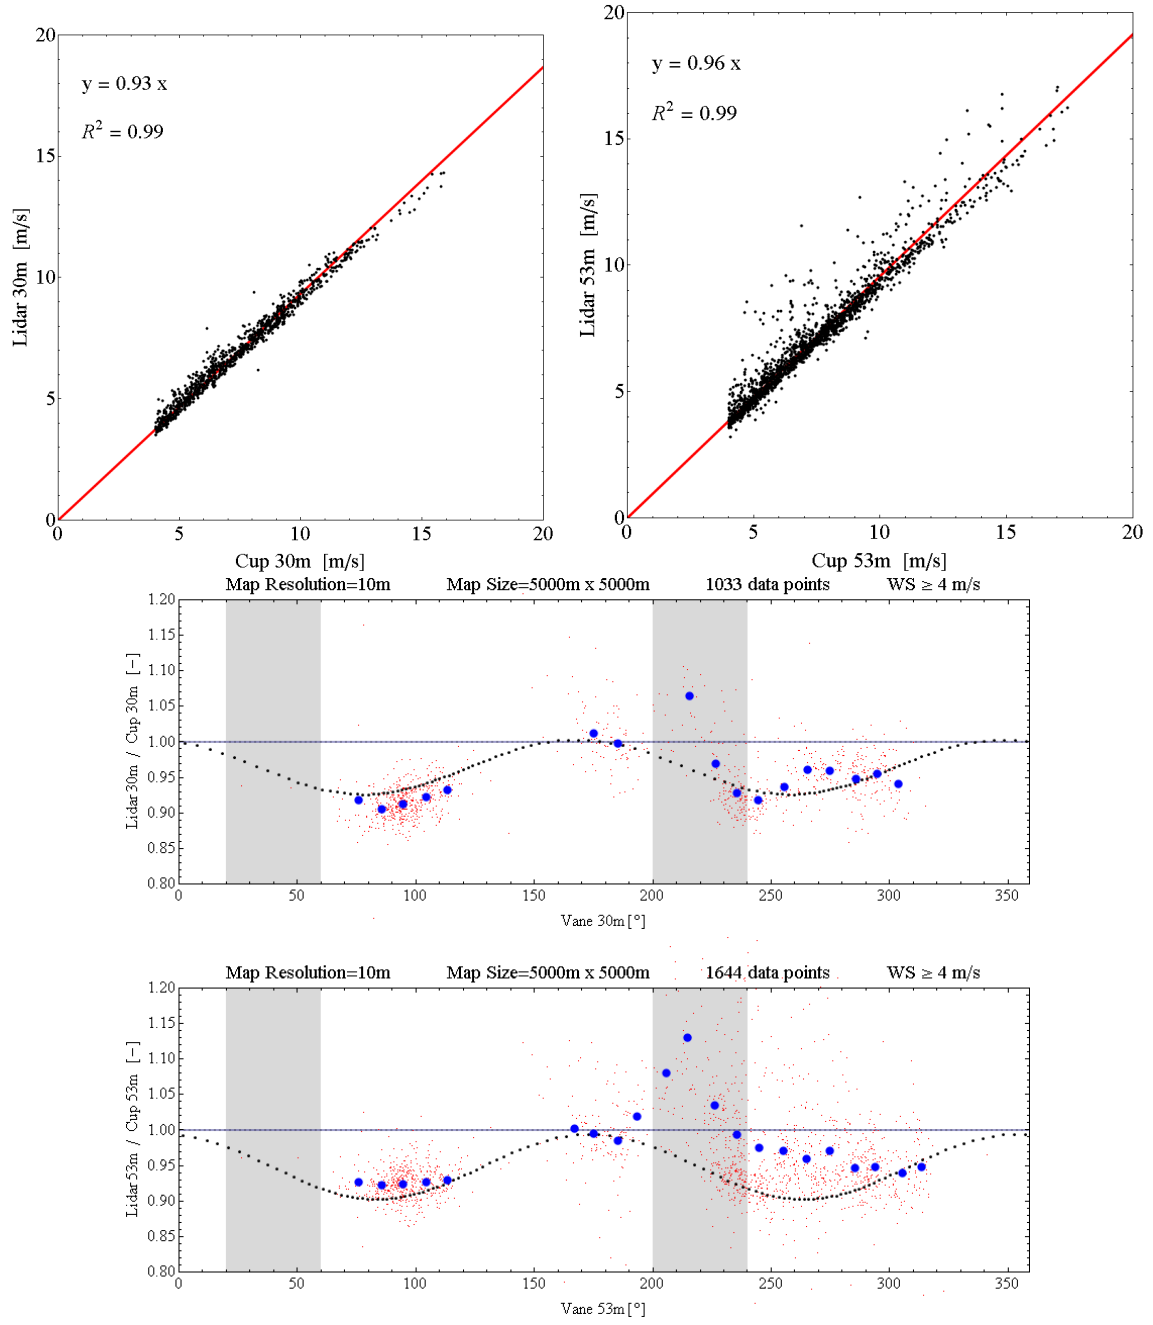 20
15
10
5
0
Lidar 30m [m/s]
y = 0.93 x
R² = 0.99
0 5 10 15 20
Cup 30m [m/s]
20
15
10
5
0
Lidar 53m [m/s]
y = 0.96 x
R² = 0.99
0 5 10 15 20
Cup 53m [m/s]
Map Resolution=10m Map Size=5000m x 5000m 1033 data points WS ≥ 4 m/s
1.20
1.15
1.10
1.05
1.00
0.95
0.90
0.85
0.80
Lidar 30m / Cup 30m [−]
0 50 100 150 200 250 300 350
Vane 30m [°]
Map Resolution=10m Map Size=5000m x 5000m 1644 data points WS ≥ 4 m/s
1.20
1.15
1.10
1.05
1.00
0.95
0.90
0.85
0.80
Lidar 53m / Cup 53m [−]
0 50 100 150 200 250 300 350
Vane 53m [°]